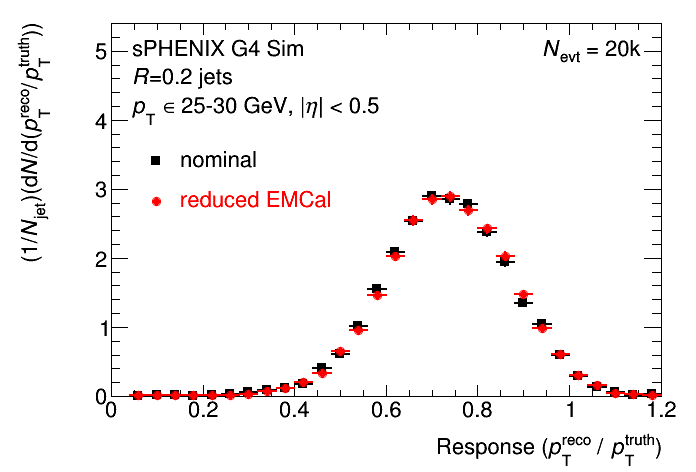 (1/N_jet)(dN/d(p_T^reco/p_T^truth))
sPHENIX G4 Sim
N_evt = 20k
R=0.2 jets
p_T ∈ 25-30 GeV, |η| < 0.5
nominal
reduced EMCal
5
4
3
2
1
0
0 0.2 0.4 0.6 0.8 1 1.2
Response (p_T^reco / p_T^truth)